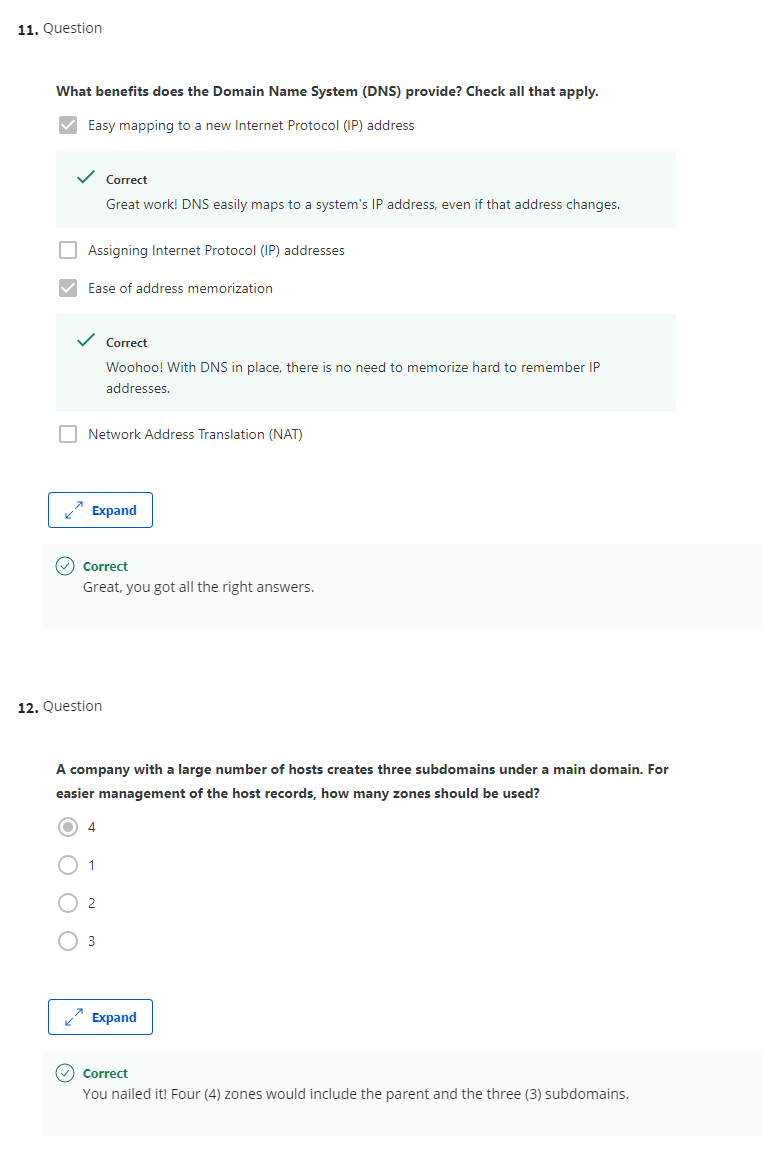 11. Question
What benefits does the Domain Name System (DNS) provide? Check all that apply.
Easy mapping to a new Internet Protocol (IP) address
Correct
Great work! DNS easily maps to a system's IP address, even if that address changes.
Assigning Internet Protocol (IP) addresses
Ease of address memorization
Correct
Woohoo! With DNS in place, there is no need to memorize hard to remember IP
addresses.
Network Address Translation (NAT)
Expand
Correct
Great, you got all the right answers.
12. Question
A company with a large number of hosts creates three subdomains under a main domain. For
easier management of the host records, how many zones should be used?
4
1
2
3
Expand
Correct
You nailed it! Four (4) zones would include the parent and the three (3) subdomains.